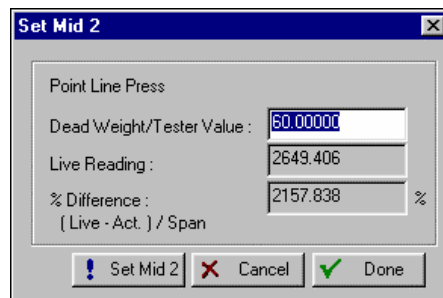 Set Mid 2
Point Line Press
Dead Weight/Tester Value : 60.00000
Live Reading : 2649.406
% Difference : 2157.838 %
( Live - Act. ) / Span
Set Mid 2 Cancel Done